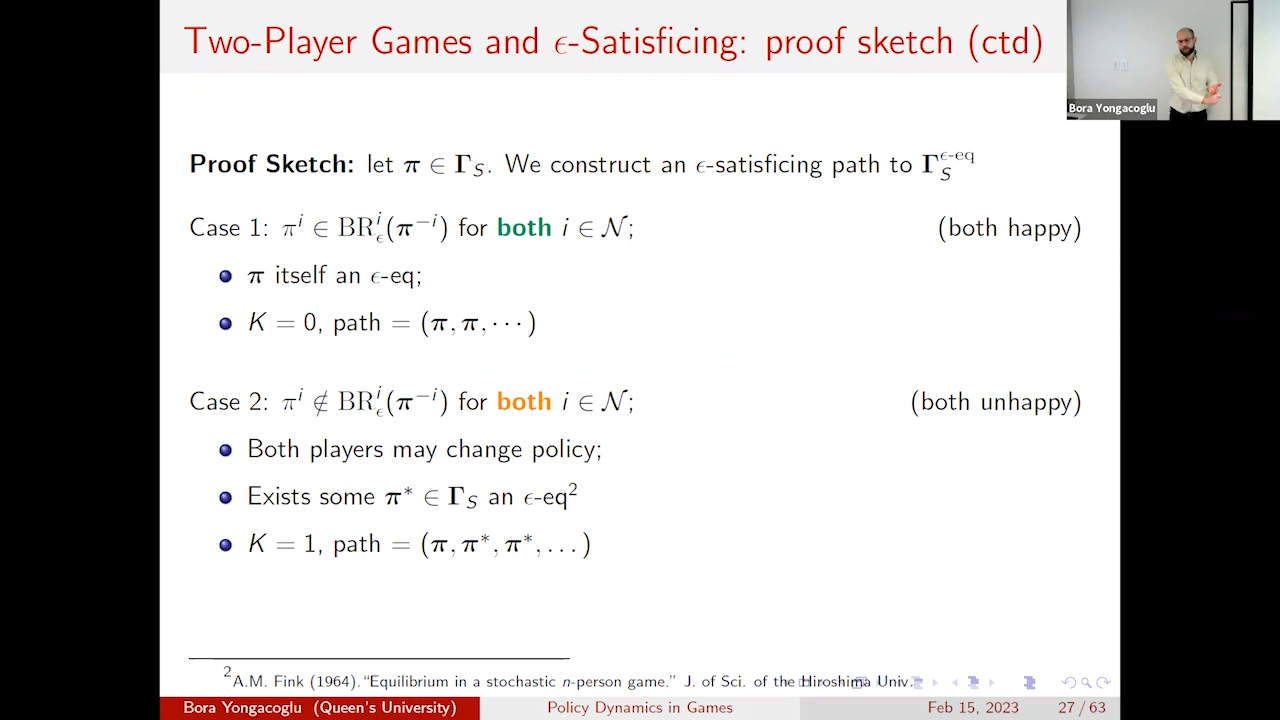 Two-Player Games and ϵ-Satisficing: proof sketch (ctd)
Bora Yongacoglu
Proof Sketch: let π ∈ Γ_S. We construct an ϵ-satisficing path to Γ_S^{ϵ-eq}
Case 1: π^i ∈ BR_ϵ^i(π^{-i}) for both i ∈ 𝒩; (both happy)
π itself an ϵ-eq;
K = 0, path = (π, π, ⋯)
Case 2: π^i ∉ BR_ϵ^i(π^{-i}) for both i ∈ 𝒩; (both unhappy)
Both players may change policy;
Exists some π* ∈ Γ_S an ϵ-eq²
K = 1, path = (π, π*, π*, …)
²A.M. Fink (1964). "Equilibrium in a stochastic n-person game." J. of Sci. of the Hiroshima Univ.
Bora Yongacoglu (Queen's University) Policy Dynamics in Games Feb 15, 2023 27 / 63